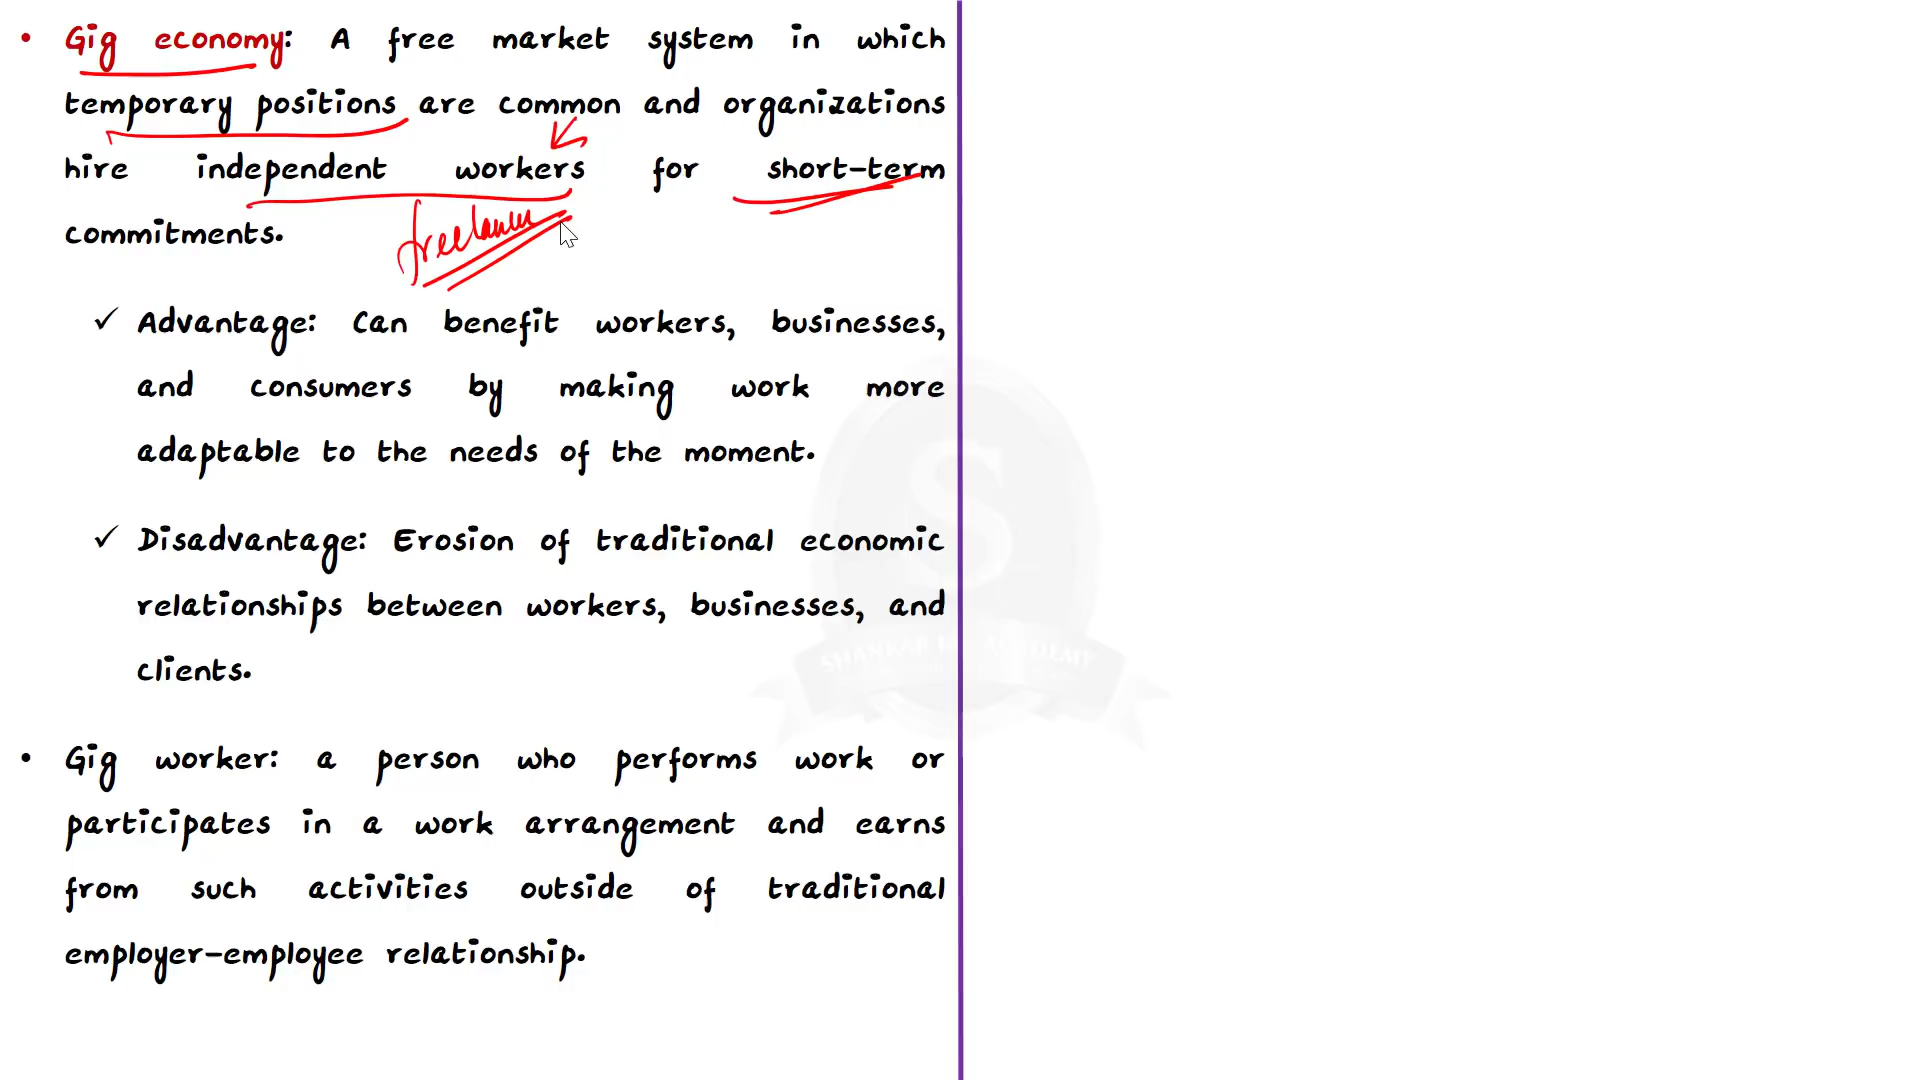 • Gig economy: A free market system in which
temporary positions are common and organizations
hire independent workers for short-term
commitments.
✓ Advantage: Can benefit workers, businesses,
and consumers by making work more
adaptable to the needs of the moment.
✓ Disadvantage: Erosion of traditional economic
relationships between workers, businesses, and
clients.
• Gig worker: a person who performs work or
participates in a work arrangement and earns
from such activities outside of traditional
employer-employee relationship.